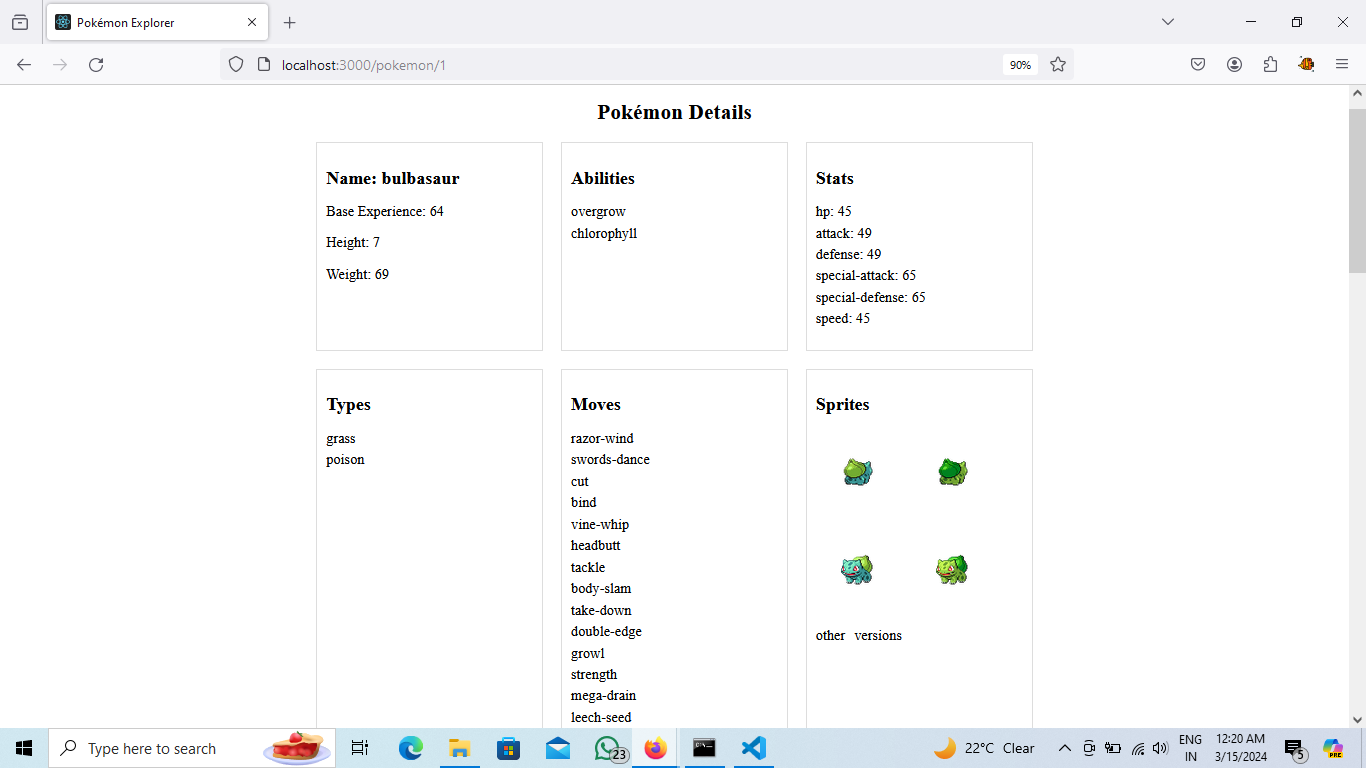 Pokémon Explorer
localhost:3000/pokemon/1
90%
Pokémon Details
Name: bulbasaur
Base Experience: 64
Height: 7
Weight: 69
Abilities
overgrow
chlorophyll
Stats
hp: 45
attack: 49
defense: 49
special-attack: 65
special-defense: 65
speed: 45
Types
grass
poison
Moves
razor-wind
swords-dance
cut
bind
vine-whip
headbutt
tackle
body-slam
take-down
double-edge
growl
strength
mega-drain
leech-seed
Sprites
other versions
Type here to search
23
22°C Clear
ENG
IN
12:20 AM
3/15/2024
5
PRE